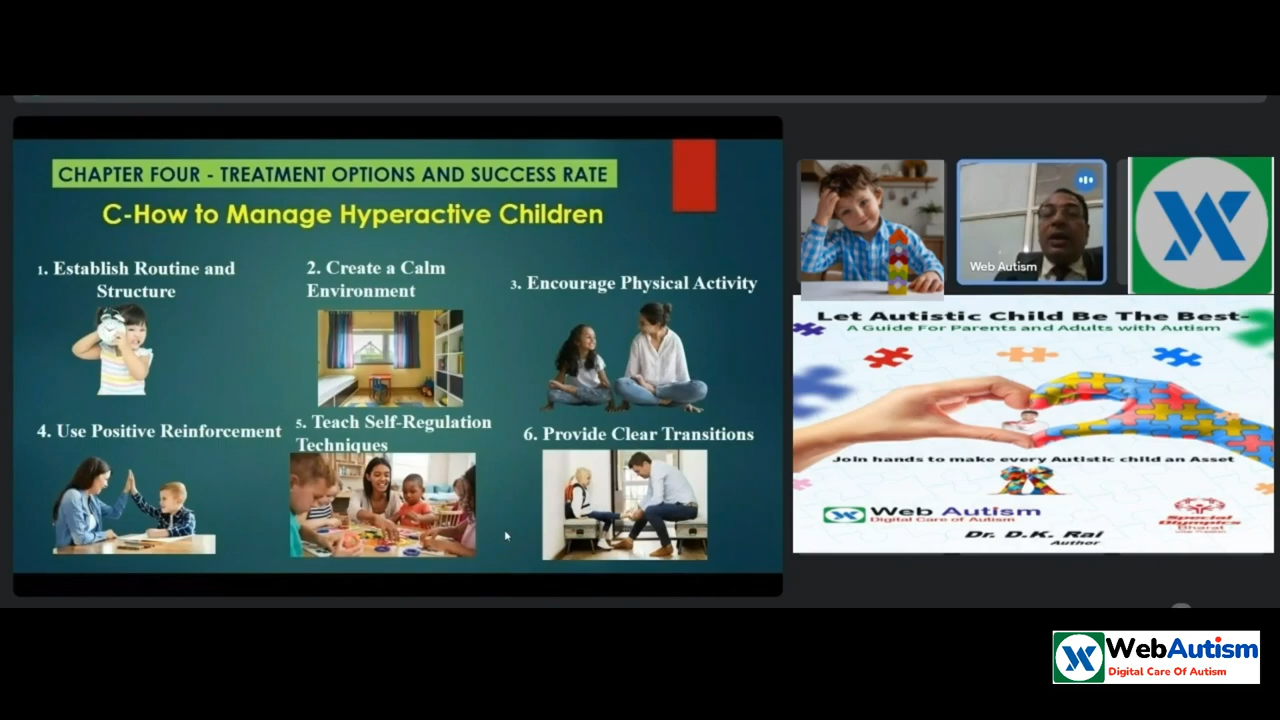 CHAPTER FOUR - TREATMENT OPTIONS AND SUCCESS RATE
C-How to Manage Hyperactive Children
1. Establish Routine and
Structure
2. Create a Calm
Environment
3. Encourage Physical Activity
4. Use Positive Reinforcement
5. Teach Self-Regulation
Techniques
6. Provide Clear Transitions
Web Autism
Let Autistic Child Be The Best-
A Guide For Parents and Adults with Autism
Join hands to make every Autistic child an Asset
Web Autism
Digital Care of Autism
Special
Olympics
Bharat
Dr. D.K. Rai
Author
WebAutism
Digital Care Of Autism